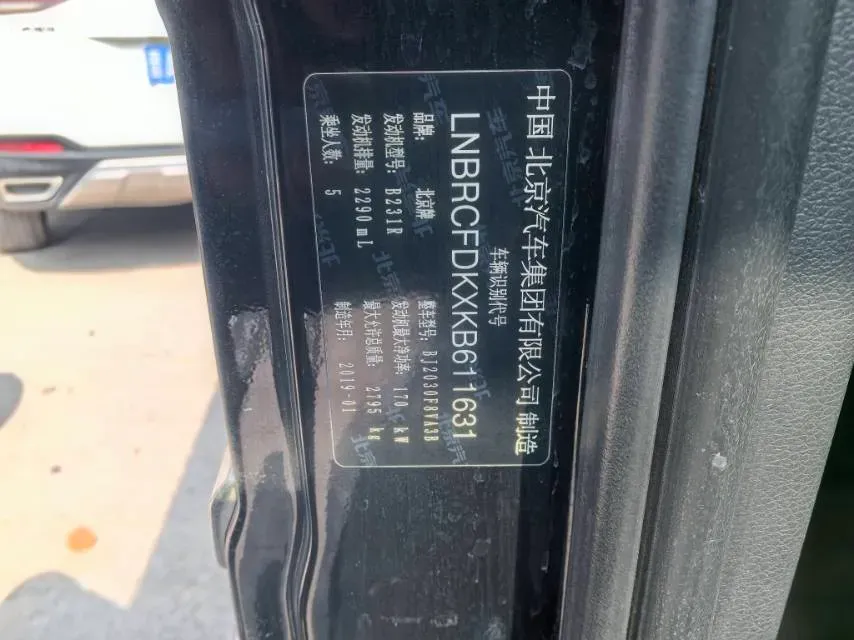 中国 北京汽车集团有限公司 制造
车辆识别代号
LNBRCFDKXKB611631
品牌: 北京牌 整车型号: BJ2030F8VA3B
发动机型号: B231R 发动机最大净功率: 170 kW
发动机排量: 2290 mL 最大允许总质量: 2795 kg
乘坐人数: 5 制造年月: 2019-01